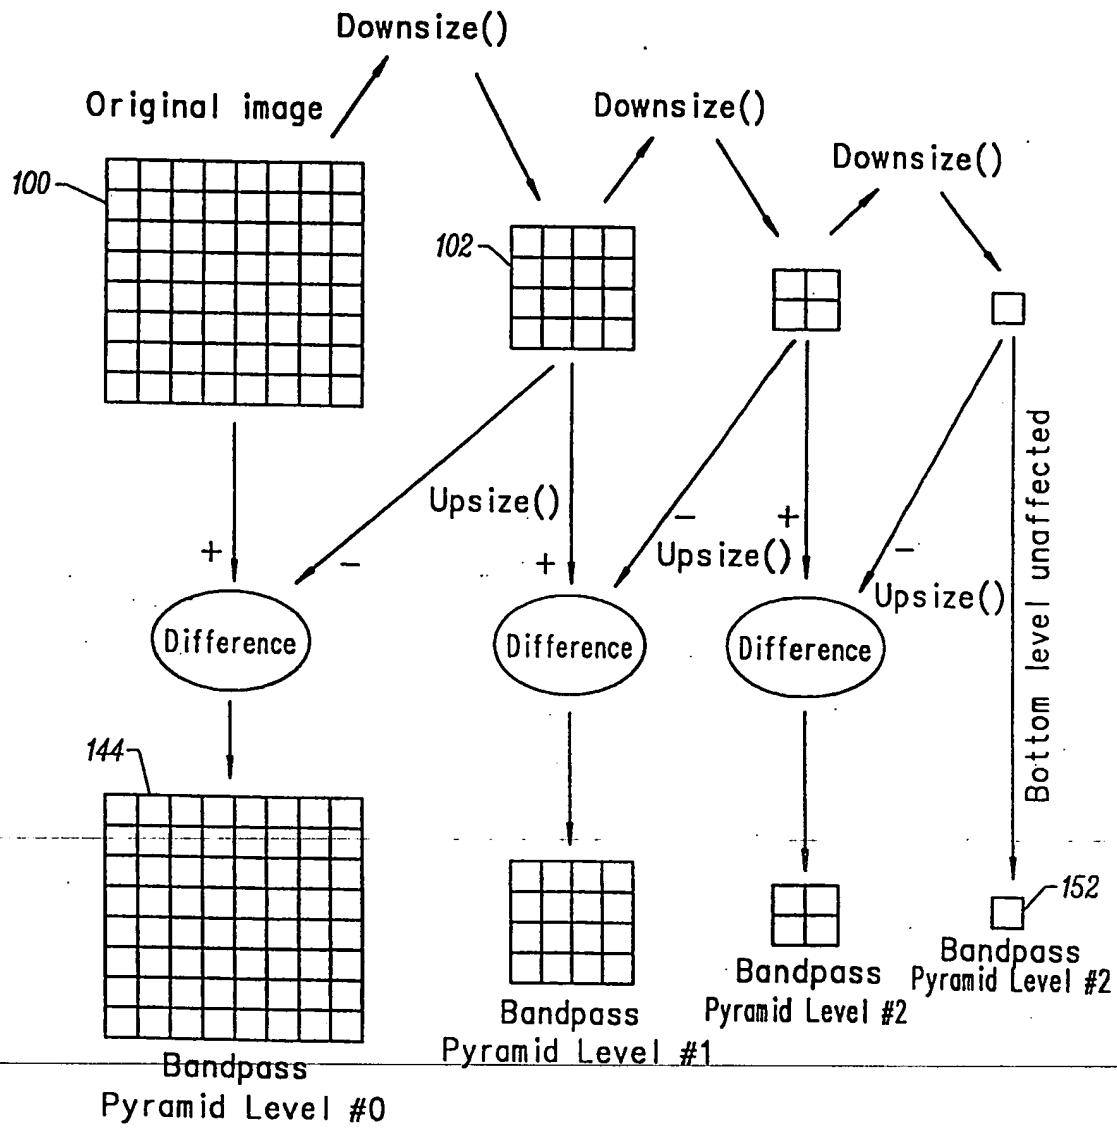 Downsize()
Original image
Downsize()
Downsize()
100
102
Upsize()
+
-
+
-
Upsize()
+
-
Upsize()
Bottom level unaffected
Difference
Difference
Difference
144
152
Bandpass
Pyramid Level #0
Bandpass
Pyramid Level #1
Bandpass
Pyramid Level #2
Bandpass
Pyramid Level #2